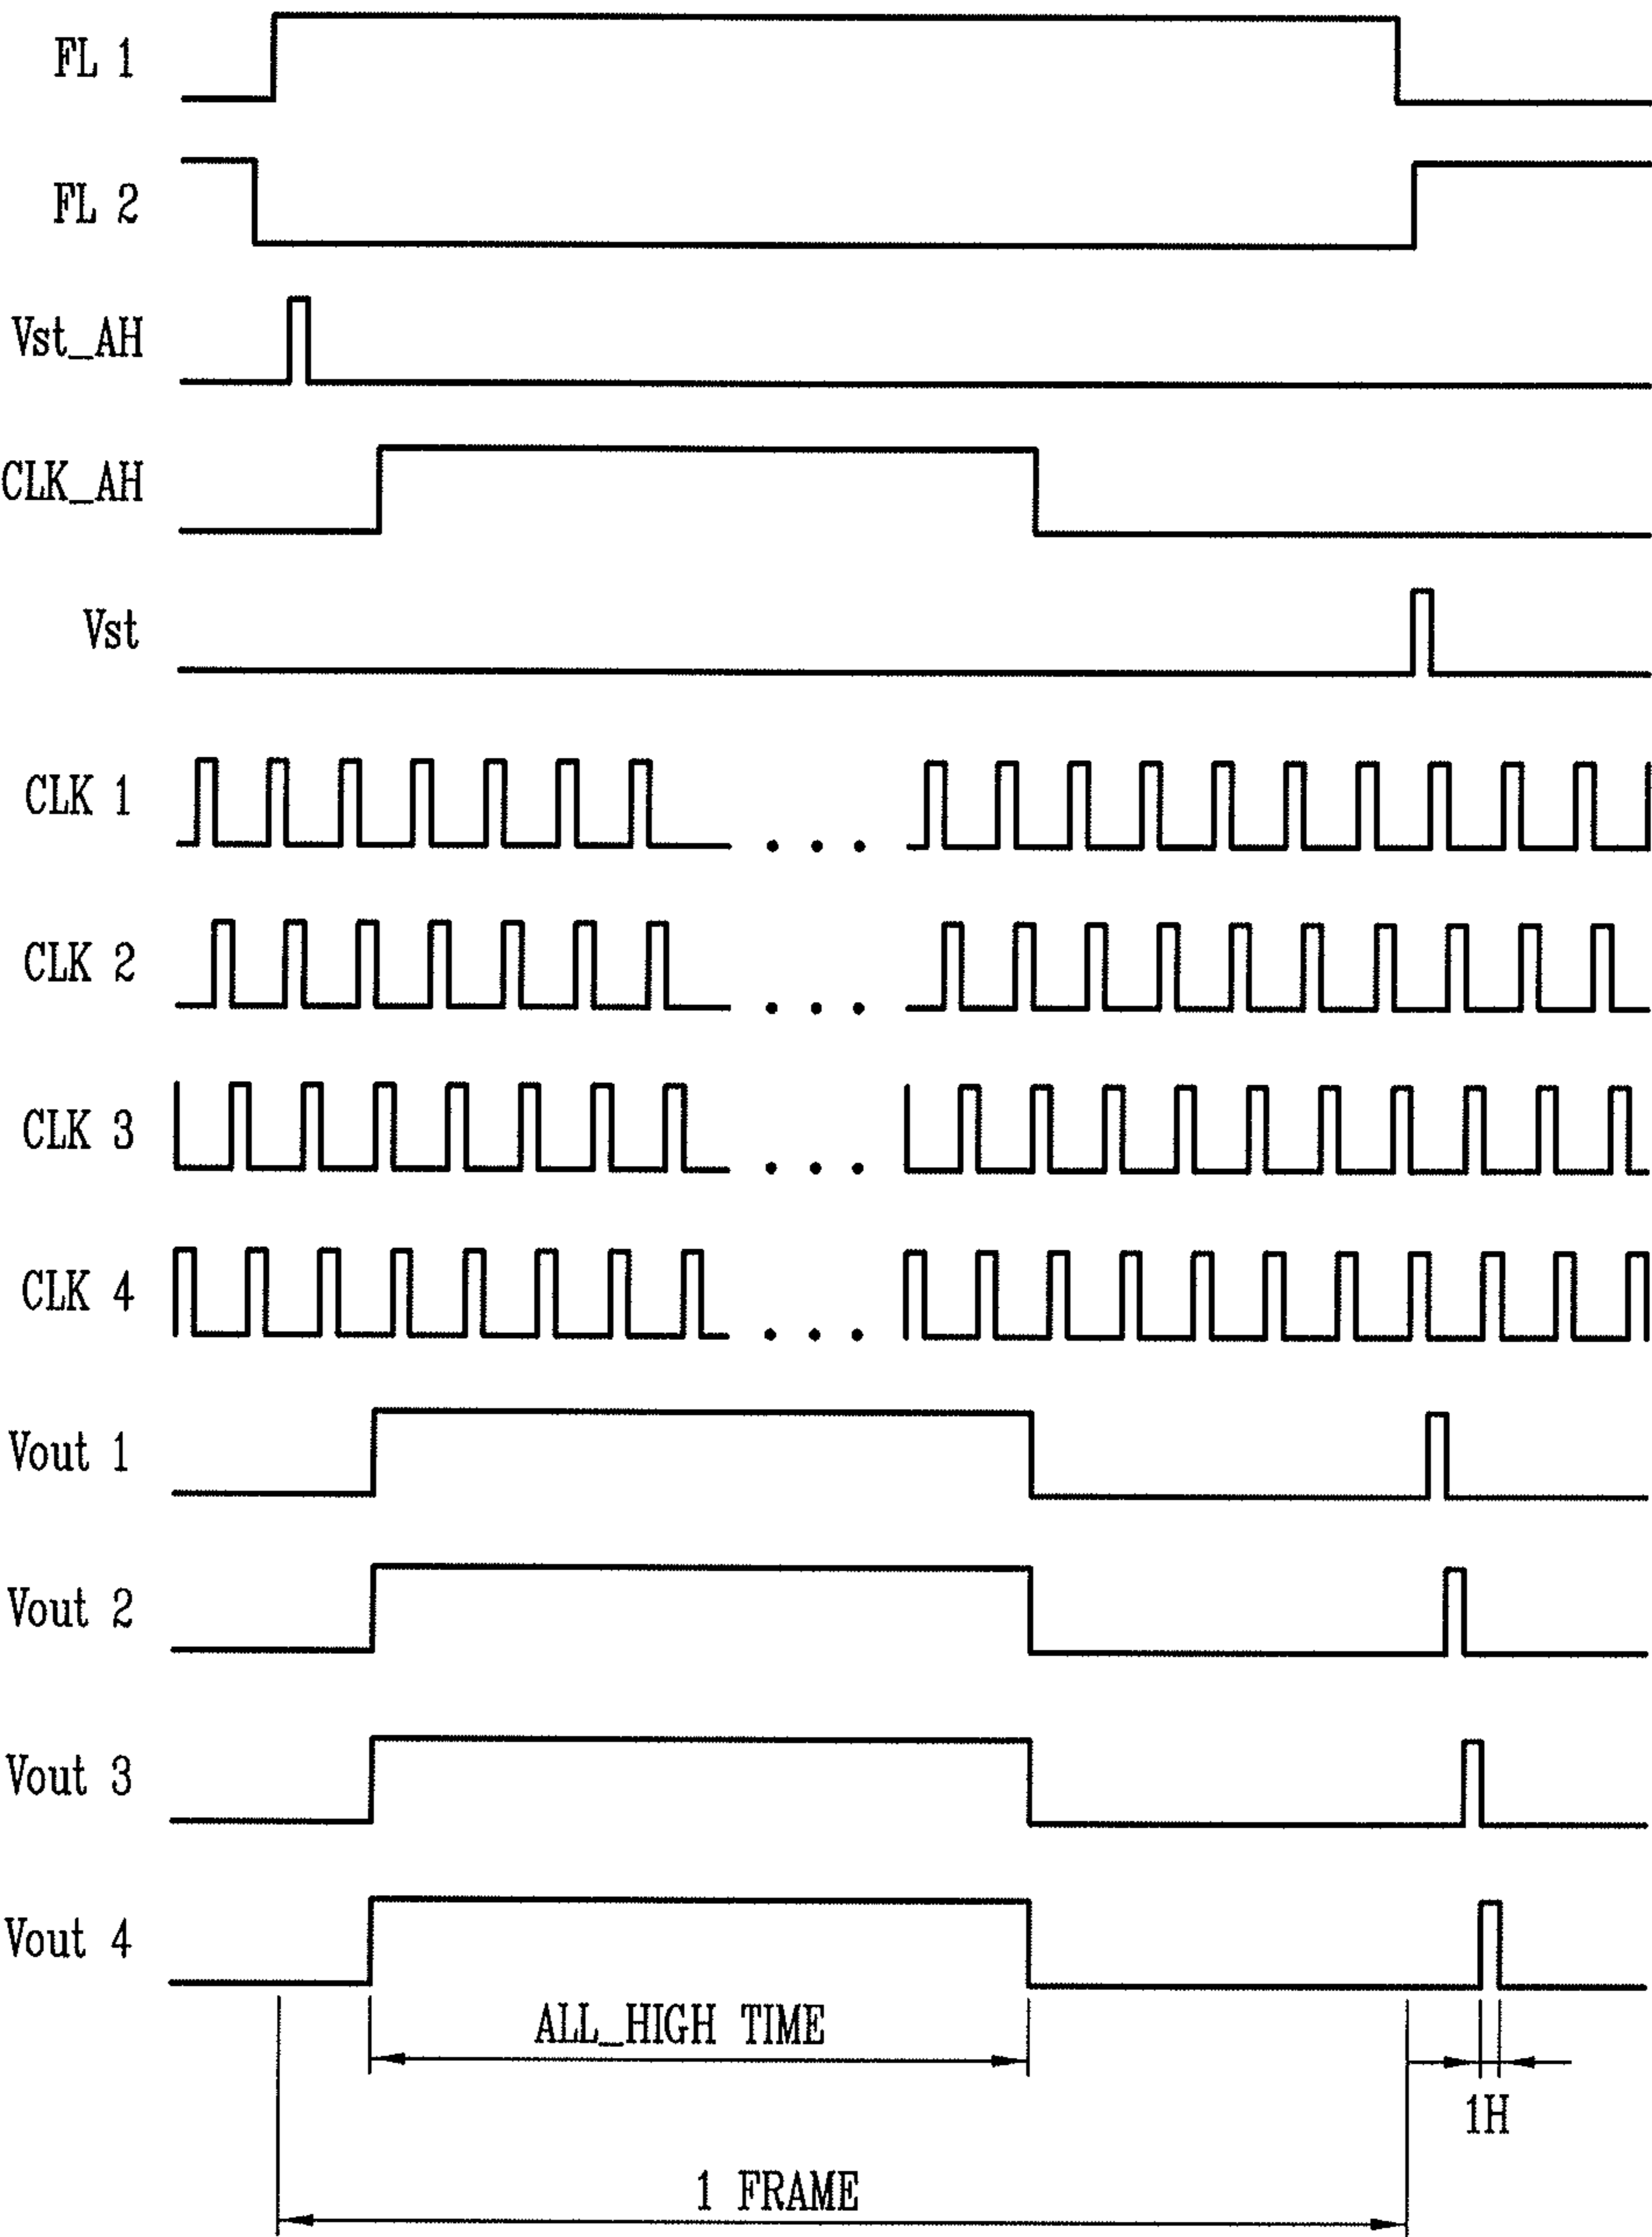 FL 1
FL 2
Vst_AH
CLK_AH
Vst
CLK 1
CLK 2
CLK 3
CLK 4
Vout 1
Vout 2
Vout 3
Vout 4
ALL_HIGH TIME
1H
1 FRAME